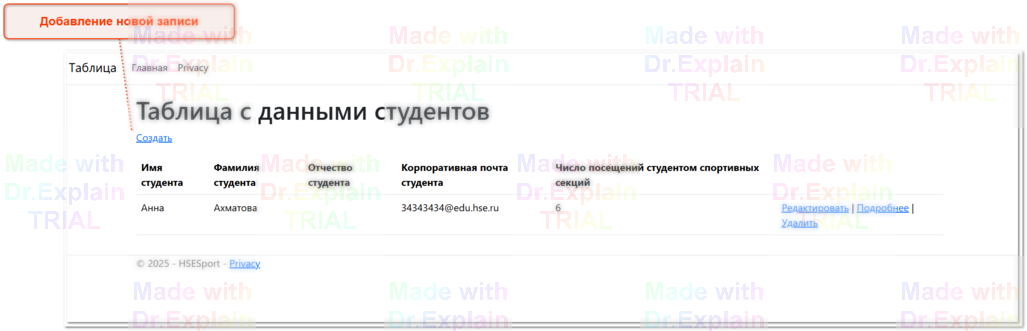 Добавление новой записи
Made with Made with Made with Made with
Таблица Главная Privacy
Dr.Explain Dr.Explain Dr.Explain Dr.Explain
TRIAL TRIAL TRIAL TRIAL
Таблица с данными студентов
Создать
Made with Made with Made with Made with
Имя Фамилия Отчество Корпоративная почта Число посещений студентом спортивных
студента студента студента студента секций
Dr.Explain Dr.Explain Dr.Explain Dr.Explain
Анна Ахматова 34343434@edu.hse.ru 6 Редактировать | Подробнее |
Удалить
TRIAL TRIAL TRIAL TRIAL
© 2025 - HSESport - Privacy
Made with Made with Made with Made with
Dr.Explain Dr.Explain Dr.Explain Dr.Explain